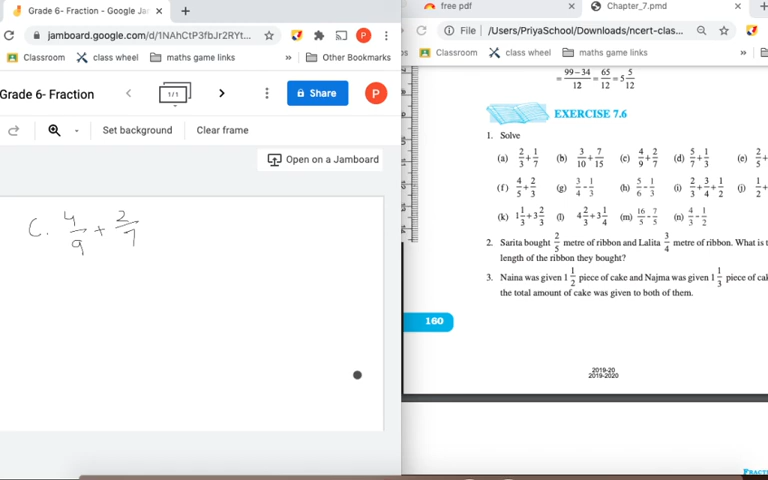 Grade 6- Fraction - Google Ja
jamboard.google.com/d/1NAhCtP3fbJr2RYt...
Classroom
class wheel
maths game links
»
Other Bookmarks
Grade 6- Fraction
1/1
Share
P
Set background
Clear frame
Open on a Jamboard
C. 4/9 + 2/7
free pdf
Chapter_7.pmd
File
/Users/PriyaSchool/Downloads/ncert-clas...
Classroom
class wheel
maths game links
»
= (99-34)/12 = 65/12 = 5 5/12
EXERCISE 7.6
1. Solve
(a) 2/3 + 1/7 (b) 3/10 + 7/15 (c) 4/9 + 2/7 (d) 5/7 + 1/3 (e) 2/5 +
(f) 4/5 + 2/3 (g) 3/4 - 1/3 (h) 5/6 - 1/3 (i) 2/3 + 3/4 + 1/2 (j) 1/2
(k) 1 1/3 + 3 2/3 (l) 4 2/3 + 3 1/4 (m) 16/5 - 7/5 (n) 4/3 - 1/2
2. Sarita bought 2/5 metre of ribbon and Lalita 3/4 metre of ribbon. What is t
length of the ribbon they bought?
3. Naina was given 1 1/2 piece of cake and Najma was given 1 1/3 piece of cak
the total amount of cake was given to both of them.
160
2019-20
2019-2020
FRACTI